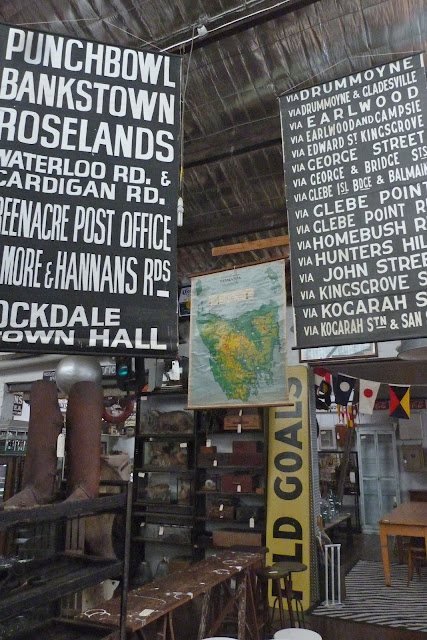 PUNCHBOWL
BANKSTOWN
ROSELANDS
WATERLOO RD. &
CARDIGAN RD.
REENACRE POST OFFICE
MORE & HANNANS RDS
OCKDALE
TOWN HALL
VIA DRUMMOYNE
VIA DRUMMOYNE & GLADESVILLE
VIA EARLWOOD
VIA EARLWOOD AND CAMPSIE
VIA EDWARD ST KINGSGROVE
VIA GEORGE STREET
VIA GEORGE & BRIDGE STS
VIA GLEBE ISL BDGE & BALMAIN
VIA GLEBE POINT
VIA GLEBE POINT R
VIA HOMEBUSH R
VIA HUNTERS HIL
VIA JOHN STREE
VIA KINGSGROVE S
VIA KOGARAH S
VIA KOGARAH STN & SAN S
LD GOALS